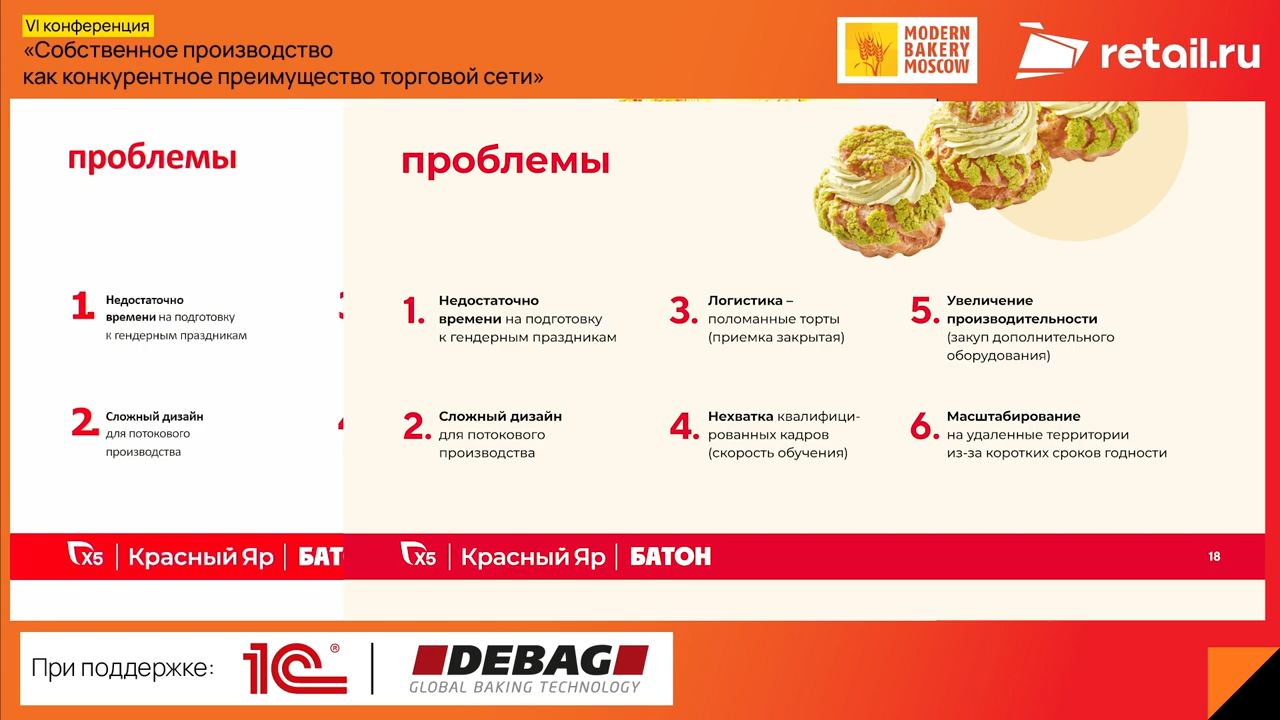 VI конференция
«Собственное производство
как конкурентное преимущество торговой сети»
MODERN
BAKERY
MOSCOW
retail.ru
проблемы
1. Недостаточно
времени на подготовку
к гендерным праздникам
2. Сложный дизайн
для потокового
производства
X5 | Красный Яр | БАТ
проблемы
1. Недостаточно
времени на подготовку
к гендерным праздникам
2. Сложный дизайн
для потокового
производства
3. Логистика –
поломанные торты
(приемка закрытая)
4. Нехватка квалифици-
рованных кадров
(скорость обучения)
5. Увеличение
производительности
(закуп дополнительного
оборудования)
6. Масштабирование
на удаленные территории
из-за коротких сроков годности
X5 | Красный Яр | БАТОН
18
При поддержке:
1С®
DEBAG
GLOBAL BAKING TECHNOLOGY